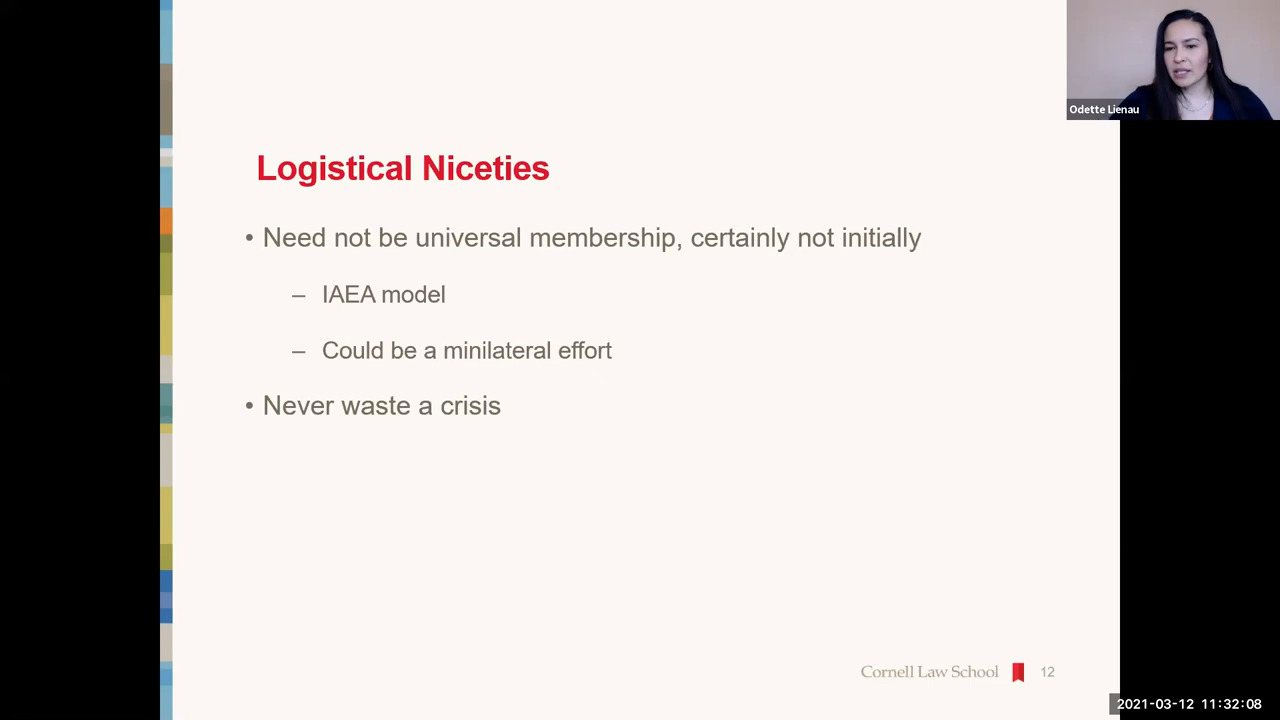 Odette Lienau
Logistical Niceties
• Need not be universal membership, certainly not initially
– IAEA model
– Could be a minilateral effort
• Never waste a crisis
Cornell Law School 12
2021-03-12 11:32:08